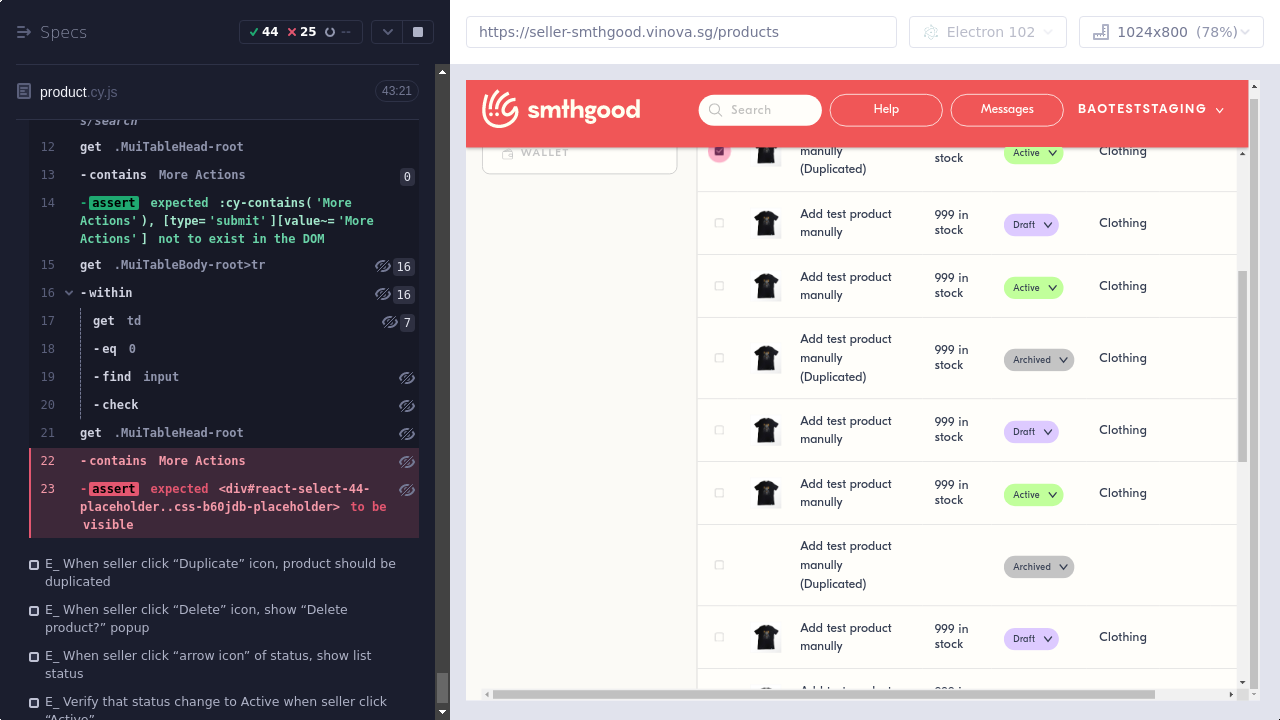 Specs
44 25 --
product.cy.js
43:21
s/search
12 get .MuiTableHead-root
13 -contains More Actions 0
14 -assert expected :cy-contains('More
Actions'), [type='submit'][value~='More
Actions'] not to exist in the DOM
15 get .MuiTableBody-root>tr 16
16 -within 16
17 get td 7
18 -eq 0
19 -find input
20 -check
21 get .MuiTableHead-root
22 -contains More Actions
23 -assert expected <div#react-select-44-
placeholder..css-b60jdb-placeholder> to be
visible
E_ When seller click “Duplicate” icon, product should be
duplicated
E_ When seller click “Delete” icon, show “Delete
product?” popup
E_ When seller click “arrow icon” of status, show list
status
E_ Verify that status change to Active when seller click
“Active”
https://seller-smthgood.vinova.sg/products
Electron 102
1024x800 (78%)
smthgood
Search
Help
Messages
BAOTESTSTAGING
WALLET
manully
(Duplicated)
stock
Active
Clothing
Add test product
manully
999 in
stock
Draft
Clothing
Add test product
manully
999 in
stock
Active
Clothing
Add test product
manully
(Duplicated)
999 in
stock
Archived
Clothing
Add test product
manully
999 in
stock
Draft
Clothing
Add test product
manully
999 in
stock
Active
Clothing
Add test product
manully
(Duplicated)
Archived
Add test product
manully
999 in
stock
Draft
Clothing